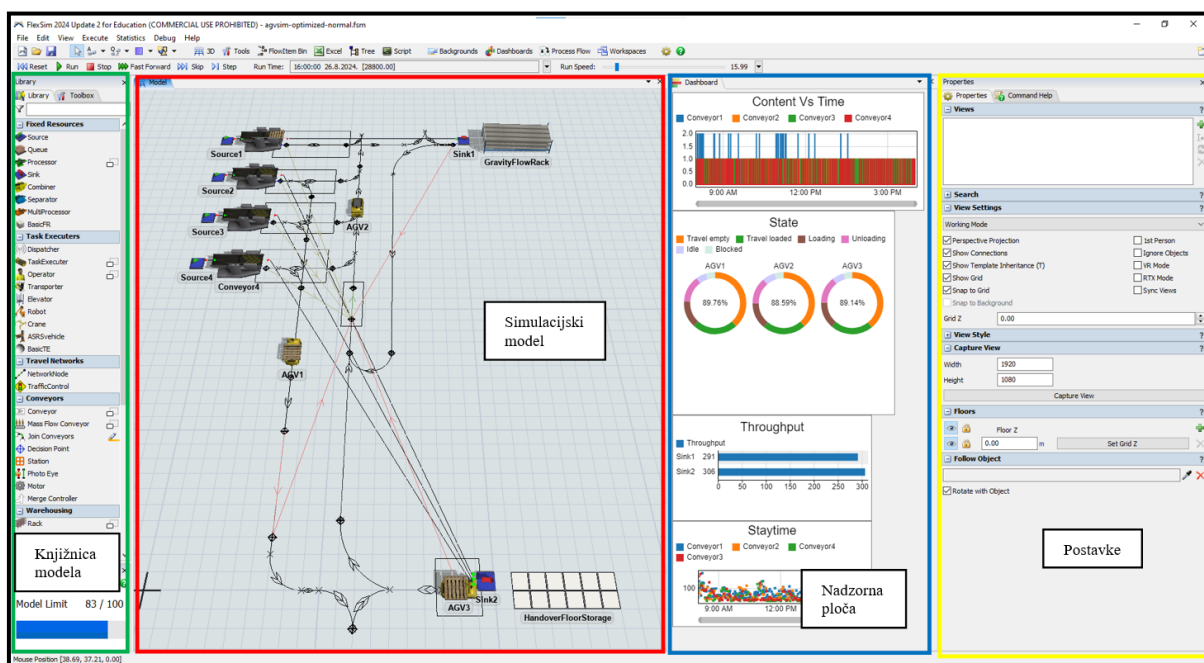 FlexSim 2024 Update 2 for Education (COMMERCIAL USE PROHIBITED) - agvsim-optimized-normal.fsm
File Edit View Execute Statistics Debug Help
3D Tools FlowItem Bin Excel Tree Script Backgrounds Dashboards Process Flow Workspaces
Reset Run Stop Fast Forward Skip Step Run Time: 16:00:00 26.8.2024. [28800.00] Run Speed: 15.99
Library
Library Toolbox
Fixed Resources
Source
Queue
Processor
Sink
Combiner
Separator
MultiProcessor
BasicFR
Task Executers
Dispatcher
TaskExecuter
Operator
Transporter
Elevator
Robot
Crane
ASRSvehicle
BasicTE
Travel Networks
NetworkNode
TrafficControl
Conveyors
Conveyor
Mass Flow Conveyor
Join Conveyors
Decision Point
Station
Photo Eye
Motor
Merge Controller
Warehousing
Rack
Knjižnica
modela
Model Limit 83 / 100
Mouse Position [38.69, 37.21, 0.00]
Model
Source1
Sink1
GravityFlowRack
Source2
Source3
AGV2
Source4
Conveyor4
Simulacijski
model
AGV1
AGV3
Sink2
HandoverFloorStorage
Dashboard
Content Vs Time
Conveyor1 Conveyor2 Conveyor3 Conveyor4
2.0
1.5
1.0
0.5
0.0
9:00 AM 12:00 PM 3:00 PM
State
Travel empty Travel loaded Loading Unloading
Idle Blocked
AGV1 AGV2 AGV3
89.76% 88.59% 89.14%
Throughput
Throughput
Sink1 291
Sink2 306
0 50 100 150 200 250 300
Staytime
Conveyor1 Conveyor2 Conveyor4
Conveyor3
100
9:00 AM 12:00 PM
Nadzorna
ploča
Properties
Properties Command Help
Views
Search
View Settings
Working Mode
Perspective Projection 1st Person
Show Connections Ignore Objects
Show Template Inheritance (T) VR Mode
Show Grid RTX Mode
Snap to Grid Sync Views
Snap to Background
Grid Z 0.00
View Style
Capture View
Width 1920
Height 1080
Capture View
Floors
Floor Z
0.00 m Set Grid Z
Follow Object
Rotate with Object
Postavke